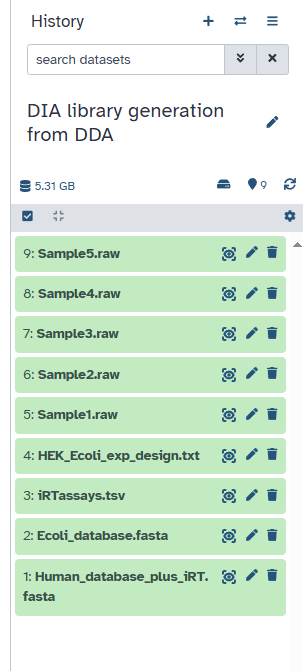 History
search datasets
DIA library generation
from DDA
5.31 GB
9
9: Sample5.raw
8: Sample4.raw
7: Sample3.raw
6: Sample2.raw
5: Sample1.raw
4: HEK_Ecoli_exp_design.txt
3: iRTassays.tsv
2: Ecoli_database.fasta
1: Human_database_plus_iRT.
fasta